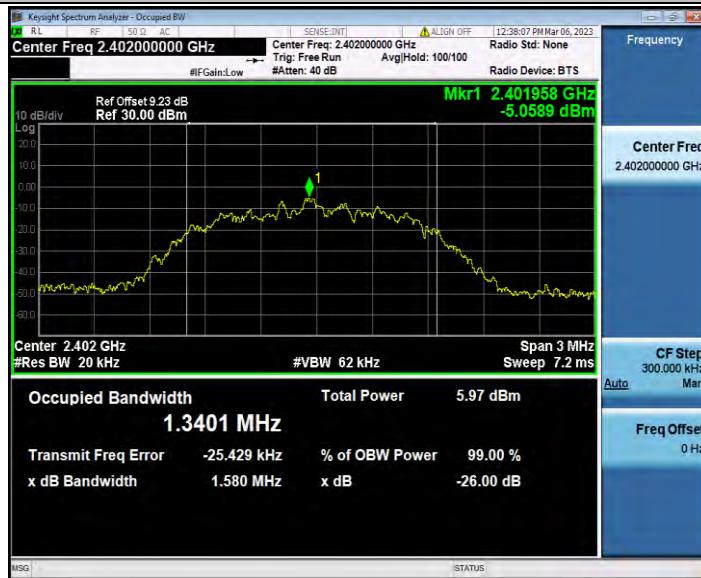 Keysight Spectrum Analyzer - Occupied BW
RL RF 50 Ω AC SENSE:INT ALIGN OFF 12:38:07 PM Mar 06, 2023
Center Freq 2.402000000 GHz
Center Freq: 2.402000000 GHz
Radio Std: None
Trig: Free Run Avg|Hold: 100/100
#IFGain:Low #Atten: 40 dB Radio Device: BTS
Frequency
Mkr1 2.401958 GHz
-5.0589 dBm
Ref Offset 9.23 dB
10 dB/div Ref 30.00 dBm
Log
20.0
10.0
0.00
-10.0
-20.0
-30.0
-40.0
-50.0
-60.0
1
Center 2.402 GHz Span 3 MHz
#Res BW 20 kHz #VBW 62 kHz Sweep 7.2 ms
Occupied Bandwidth Total Power 5.97 dBm
1.3401 MHz
Transmit Freq Error -25.429 kHz % of OBW Power 99.00 %
x dB Bandwidth 1.580 MHz x dB -26.00 dB
Center Freq
2.402000000 GHz
CF Step
300.000 kHz
Auto Man
Freq Offset
0 Hz
MSG STATUS